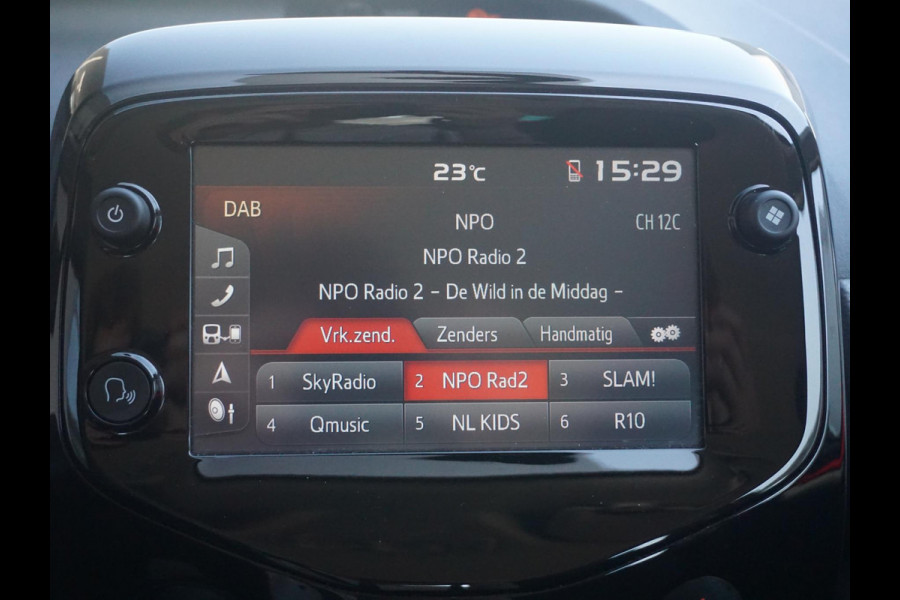 23°C 15:29
DAB
NPO CH 12C
NPO Radio 2
NPO Radio 2 - De Wild in de Middag -
Vrk.zend. Zenders Handmatig
1 SkyRadio 2 NPO Rad2 3 SLAM!
4 Qmusic 5 NL KIDS 6 R10